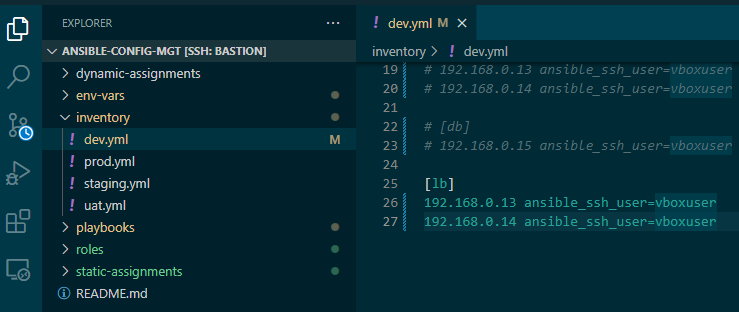 EXPLORER
ANSIBLE-CONFIG-MGT [SSH: BASTION]
dynamic-assignments
env-vars
inventory
! dev.yml M
! prod.yml
! staging.yml
! uat.yml
playbooks
roles
static-assignments
README.md
! dev.yml M
inventory > ! dev.yml
19 # 192.168.0.13 ansible_ssh_user=vboxuser
20 # 192.168.0.14 ansible_ssh_user=vboxuser
21
22 # [db]
23 # 192.168.0.15 ansible_ssh_user=vboxuser
24
25 [lb]
26 192.168.0.13 ansible_ssh_user=vboxuser
27 192.168.0.14 ansible_ssh_user=vboxuser